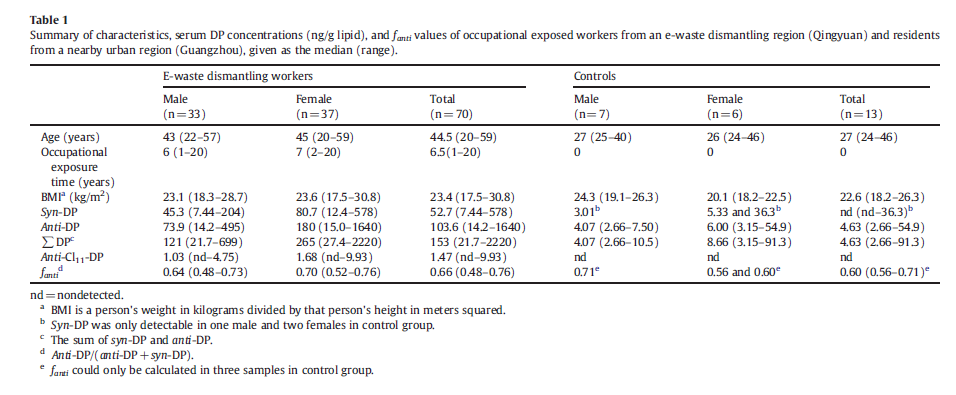 Table 1
Summary of characteristics, serum DP concentrations (ng/g lipid), and fanti values of occupational exposed workers from an e-waste dismantling region (Qingyuan) and residents
from a nearby urban region (Guangzhou), given as the median (range).
E-waste dismantling workers Controls
Male Female Total Male Female Total
(n=33) (n=37) (n=70) (n=7) (n=6) (n=13)
Age (years) 43 (22–57) 45 (20–59) 44.5 (20–59) 27 (25–40) 26 (24–46) 27 (24–46)
Occupational 6 (1–20) 7 (2–20) 6.5(1–20) 0 0 0
exposure
time (years)
BMIa (kg/m2) 23.1 (18.3–28.7) 23.6 (17.5–30.8) 23.4 (17.5–30.8) 24.3 (19.1–26.3) 20.1 (18.2–22.5) 22.6 (18.2–26.3)
Syn-DP 45.3 (7.44–204) 80.7 (12.4–578) 52.7 (7.44–578) 3.01b 5.33 and 36.3b nd (nd–36.3)b
Anti-DP 73.9 (14.2–495) 180 (15.0–1640) 103.6 (14.2–1640) 4.07 (2.66–7.50) 6.00 (3.15–54.9) 4.63 (2.66–54.9)
∑DPc 121 (21.7–699) 265 (27.4–2220) 153 (21.7–2220) 4.07 (2.66–10.5) 8.66 (3.15–91.3) 4.63 (2.66–91.3)
Anti-Cl11-DP 1.03 (nd–4.75) 1.68 (nd–9.93) 1.47 (nd–9.93) nd nd nd
fantid 0.64 (0.48–0.73) 0.70 (0.52–0.76) 0.66 (0.48–0.76) 0.71e 0.56 and 0.60e 0.60 (0.56–0.71)e
nd=nondetected.
a BMI is a person's weight in kilograms divided by that person's height in meters squared.
b Syn-DP was only detectable in one male and two females in control group.
c The sum of syn-DP and anti-DP.
d Anti-DP/(anti-DP+syn-DP).
e fanti could only be calculated in three samples in control group.